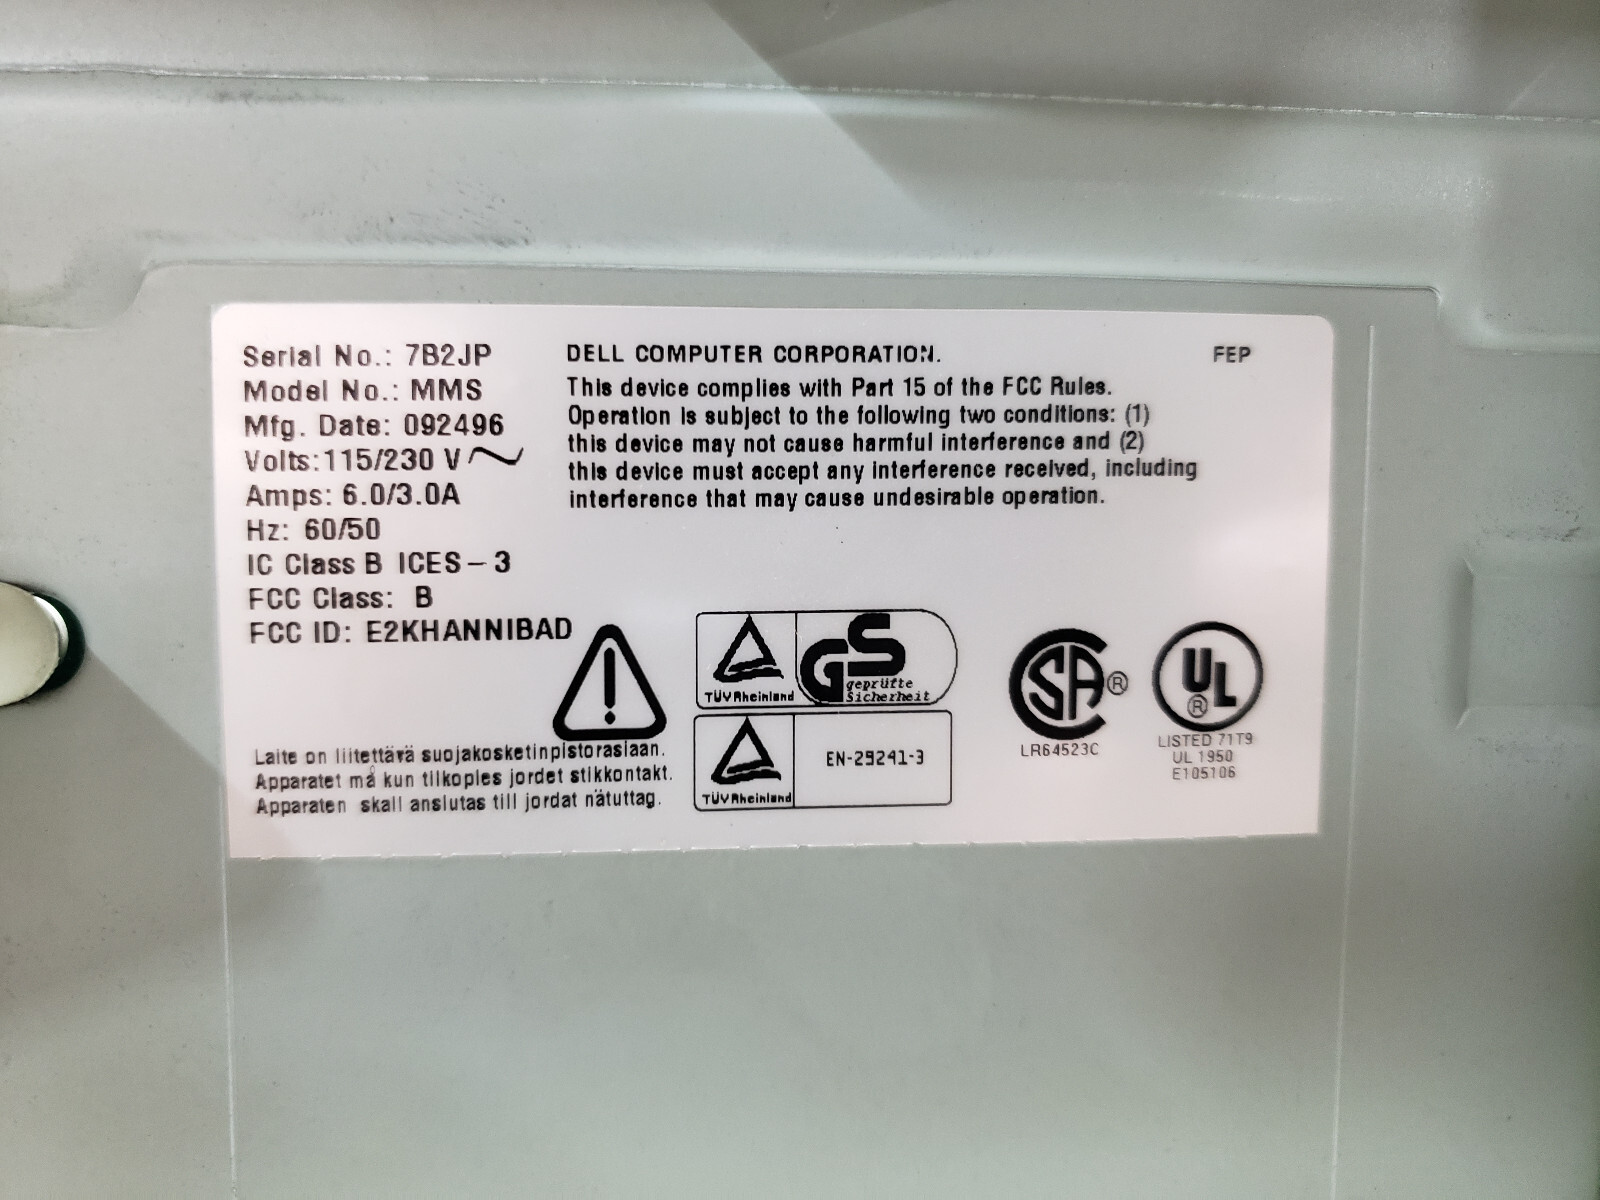 Serial No.: 7B2JP
Model No.: MMS
Mfg. Date: 092496
Volts:115/230 V
Amps: 6.0/3.0A
Hz: 60/50
IC Class B ICES-3
FCC Class: B
FCC ID: E2KHANNIBAD
DELL COMPUTER CORPORATION.
FEP
This device complies with Part 15 of the FCC Rules.
Operation is subject to the following two conditions: (1)
this device may not cause harmful interference and (2)
this device must accept any interference received, including
interference that may cause undesirable operation.
Laite on liitettävä suojakosketinpistorasiaan.
Apparatet må kun tilkoples jordet stikkontakt.
Apparaten skall anslutas till jordat nätuttag.
TÜV Rheinland
GS
geprüfte
Sicherheit
TÜV Rheinland
EN-29241-3
SA®
LR64523C
UL
®
LISTED 71T9
UL 1950
E105106